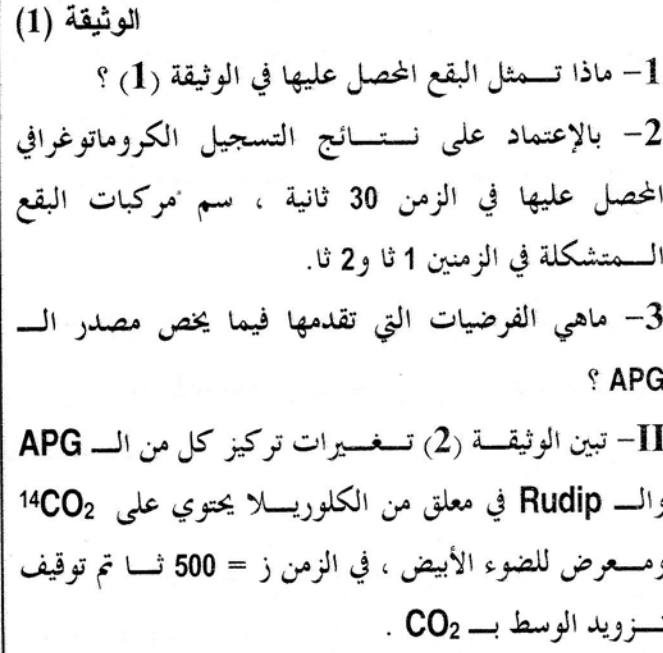 الوثيقة (1)
1- ماذا تمثل البقع المحصل عليها في الوثيقة (1) ؟
2- بالإعتماد على نتائج التسجيل الكروماتوغرافي
المحصل عليها في الزمن 30 ثانية ، سم مركبات البقع
المتشكلة في الزمنين 1 ثا و2 ثا.
3- ماهي الفرضيات التي تقدمها فيما يخص مصدر الـ
APG ؟
II- تبين الوثيقة (2) تغيرات تركيز كل من الـ APG
والـ Rudip في معلق من الكلوريلا يحتوي على ¹⁴CO₂
ومعرض للضوء الأبيض ، في الزمن ز = 500 ثا تم توقيف
تزويد الوسط بـ CO₂ .